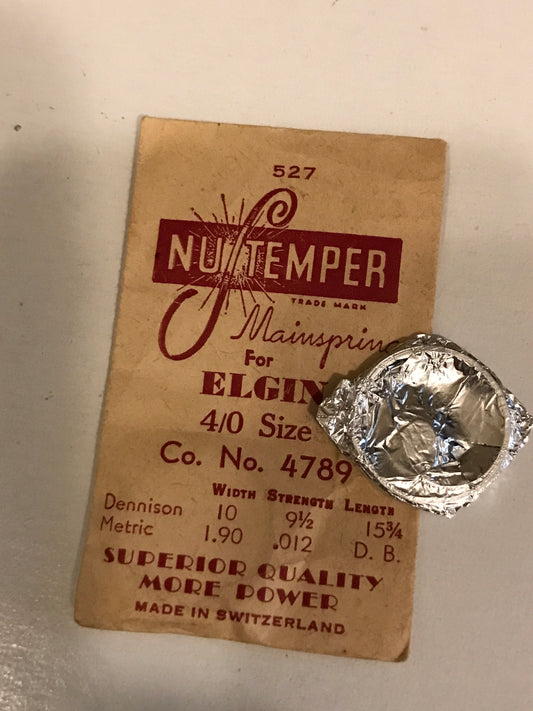 527
NU TEMPER
TRADE MARK
Mainspring
For
ELGIN
4/0 Size
Co. No. 4789
WIDTH STRENGTH LENGTH
Dennison 10 9½ 15¾
Metric 1.90 .012 D. B.
SUPERIOR QUALITY
MORE POWER
MADE IN SWITZERLAND